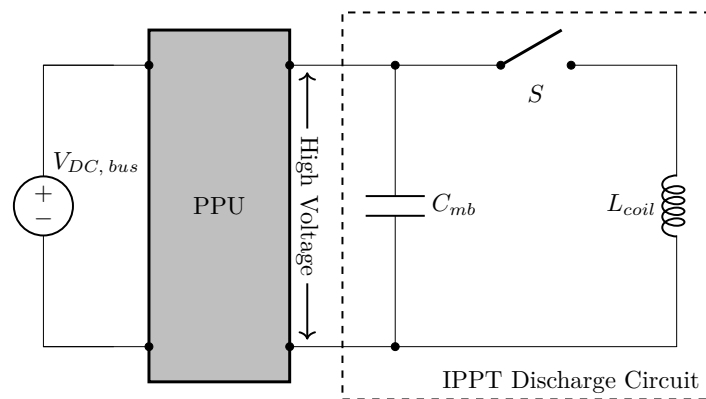 S
High Voltage
V_{DC, bus}
+
−
PPU
C_{mb}
L_{coil}
IPPT Discharge Circuit